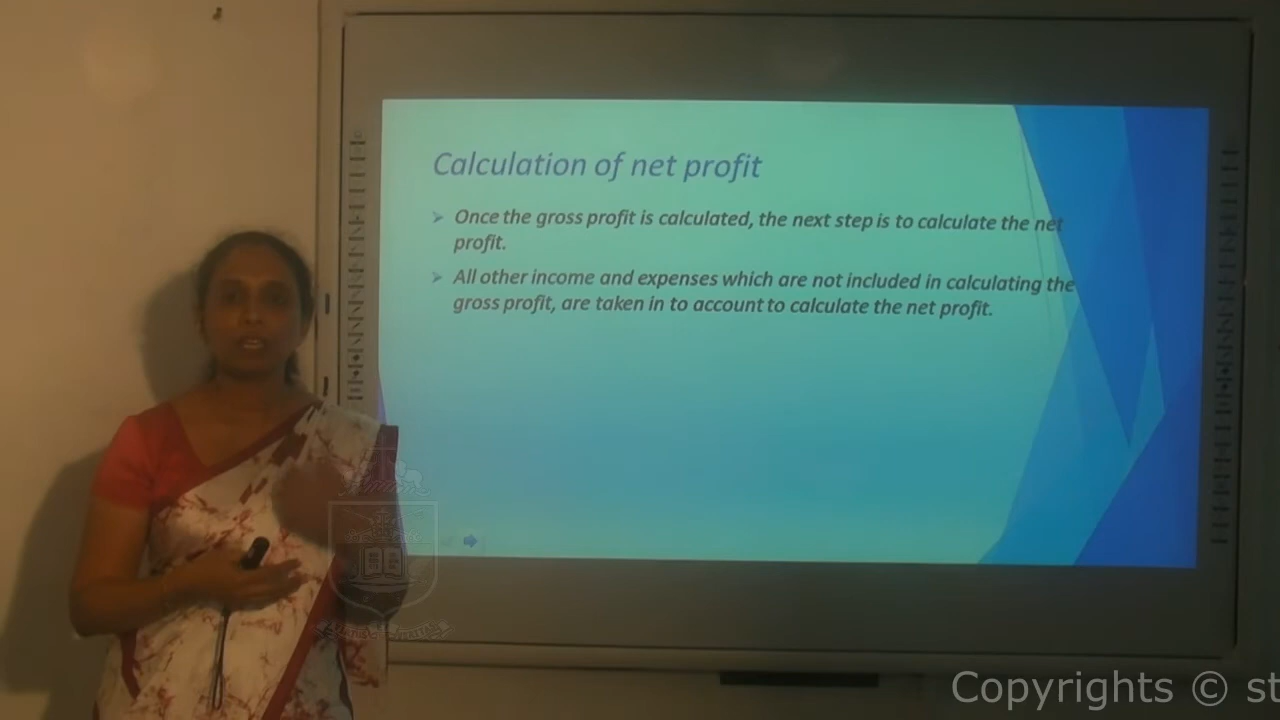 Calculation of net profit
Once the gross profit is calculated, the next step is to calculate the net
profit.
All other income and expenses which are not included in calculating the
gross profit, are taken in to account to calculate the net profit.
Copyrights © st